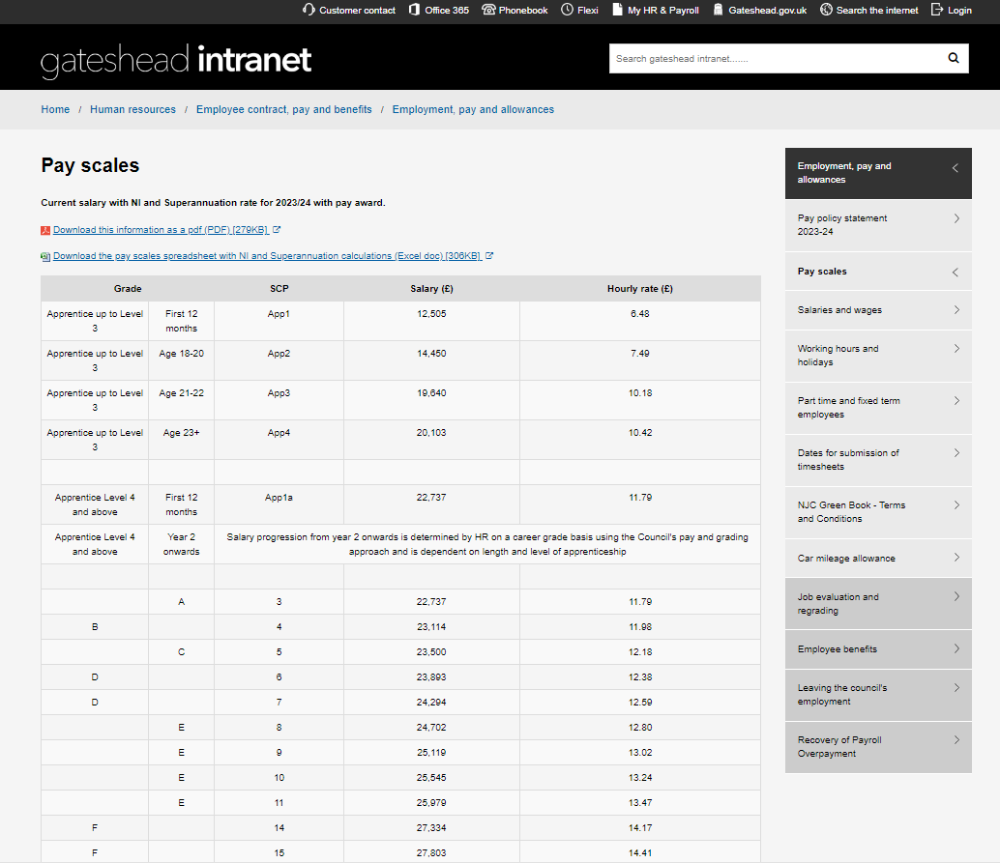 Customer contact Office 365 Phonebook Flexi My HR & Payroll Gateshead.gov.uk Search the internet Login
gateshead intranet
Search gateshead intranet.......
Home / Human resources / Employee contract, pay and benefits / Employment, pay and allowances
Pay scales
Current salary with NI and Superannuation rate for 2023/24 with pay award.
Download this information as a pdf (PDF) [279KB]
Download the pay scales spreadsheet with NI and Superannuation calculations (Excel doc) [306KB]
Grade SCP Salary (£) Hourly rate (£)
Apprentice up to Level 3 First 12 months App1 12,505 6.48
Apprentice up to Level 3 Age 18-20 App2 14,450 7.49
Apprentice up to Level 3 Age 21-22 App3 19,640 10.18
Apprentice up to Level 3 Age 23+ App4 20,103 10.42
Apprentice Level 4 and above First 12 months App1a 22,737 11.79
Apprentice Level 4 and above Year 2 onwards Salary progression from year 2 onwards is determined by HR on a career grade basis using the Council's pay and grading approach and is dependent on length and level of apprenticeship
A 3 22,737 11.79
B 4 23,114 11.98
C 5 23,500 12.18
D 6 23,893 12.38
D 7 24,294 12.59
E 8 24,702 12.80
E 9 25,119 13.02
E 10 25,545 13.24
E 11 25,979 13.47
F 14 27,334 14.17
F 15 27,803 14.41
Employment, pay and
allowances
Pay policy statement
2023-24
Pay scales
Salaries and wages
Working hours and
holidays
Part time and fixed term
employees
Dates for submission of
timesheets
NJC Green Book - Terms
and Conditions
Car mileage allowance
Job evaluation and
regrading
Employee benefits
Leaving the council's
employment
Recovery of Payroll
Overpayment